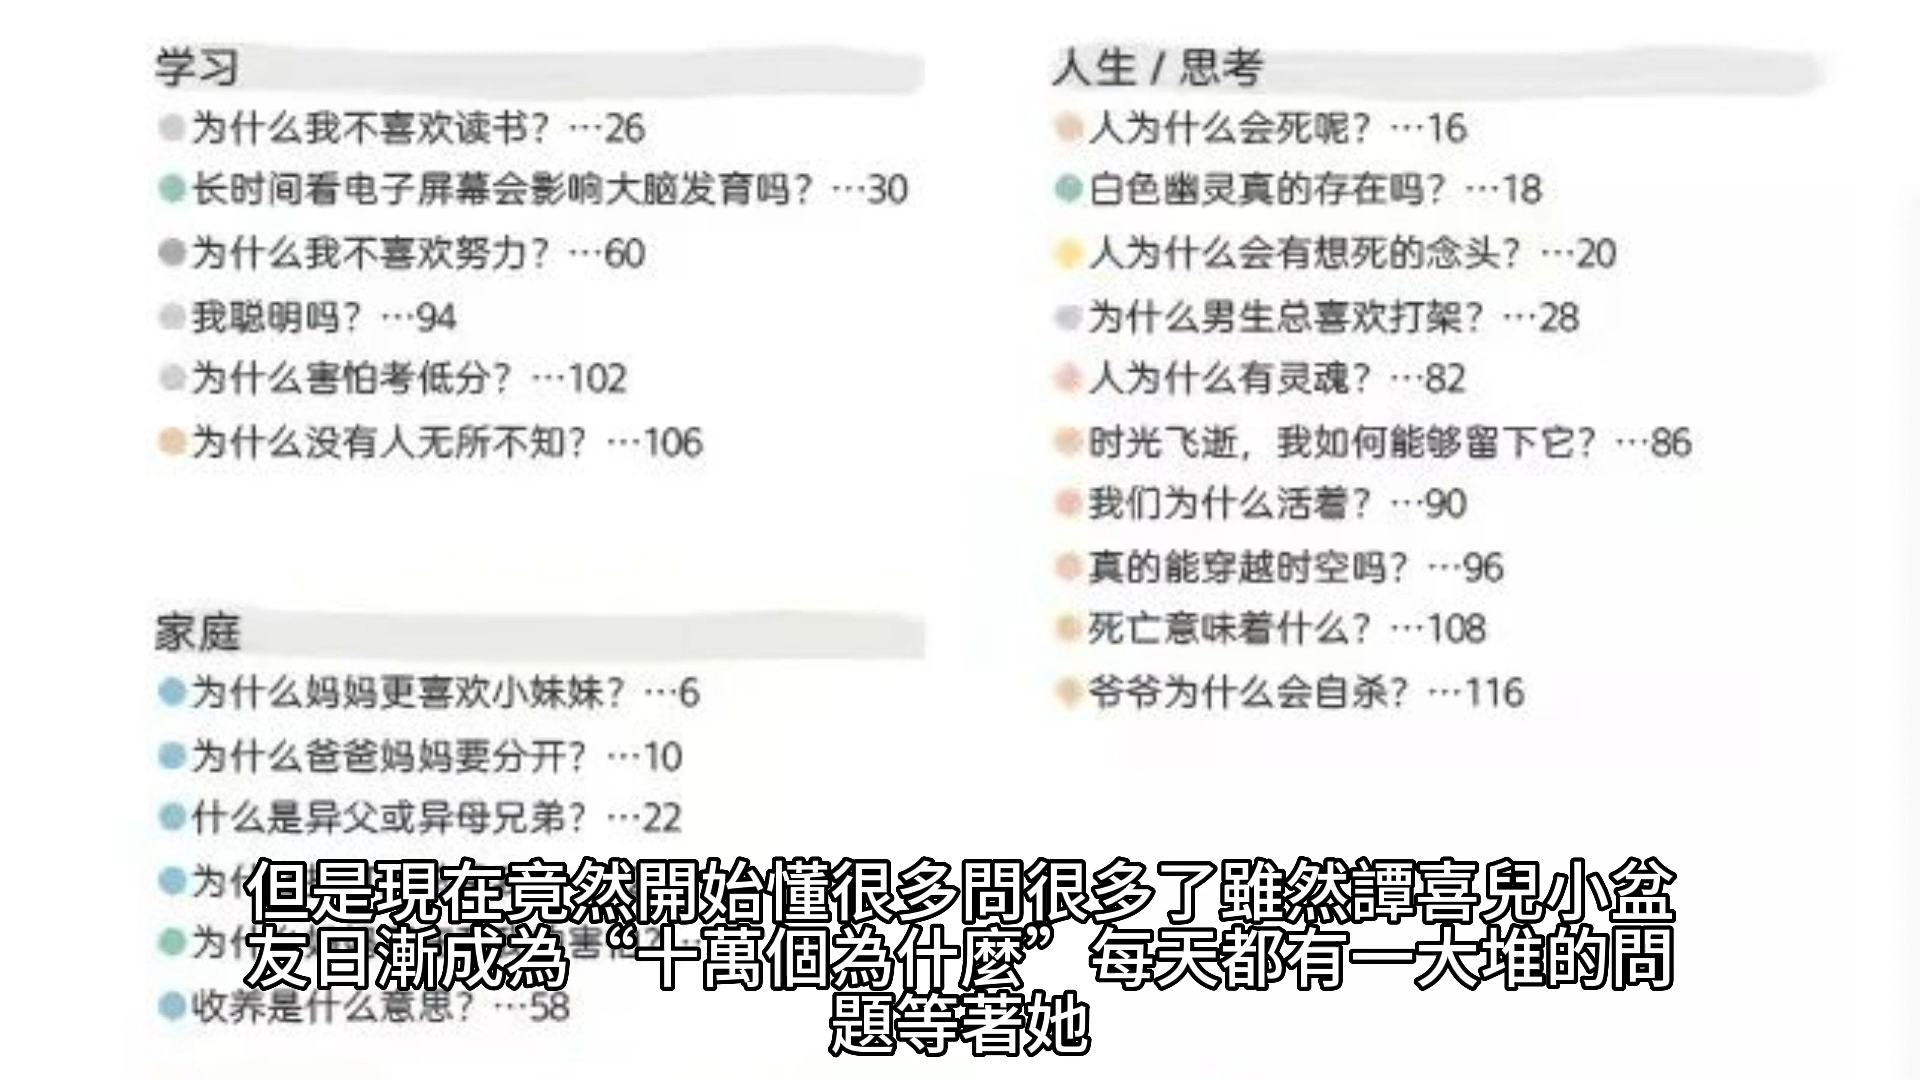 学习
为什么我不喜欢读书？…26
长时间看电子屏幕会影响大脑发育吗？…30
为什么我不喜欢努力？…60
我聪明吗？…94
为什么害怕考低分？…102
为什么没有人无所不知？…106
家庭
为什么妈妈更喜欢小妹妹？…6
为什么爸爸妈妈要分开？…10
什么是异父或异母兄弟？…22
为什
为什
收养是什么意思？…58
人生 / 思考
人为什么会死呢？…16
白色幽灵真的存在吗？…18
人为什么会有想死的念头？…20
为什么男生总喜欢打架？…28
人为什么有灵魂？…82
时光飞逝，我如何能够留下它？…86
我们为什么活着？…90
真的能穿越时空吗？…96
死亡意味着什么？…108
爷爷为什么会自杀？…116
但是現在竟然開始懂很多問很多了雖然譚喜兒小盆
友日漸成為“十萬個為什麼”每天都有一大堆的問
題等著她